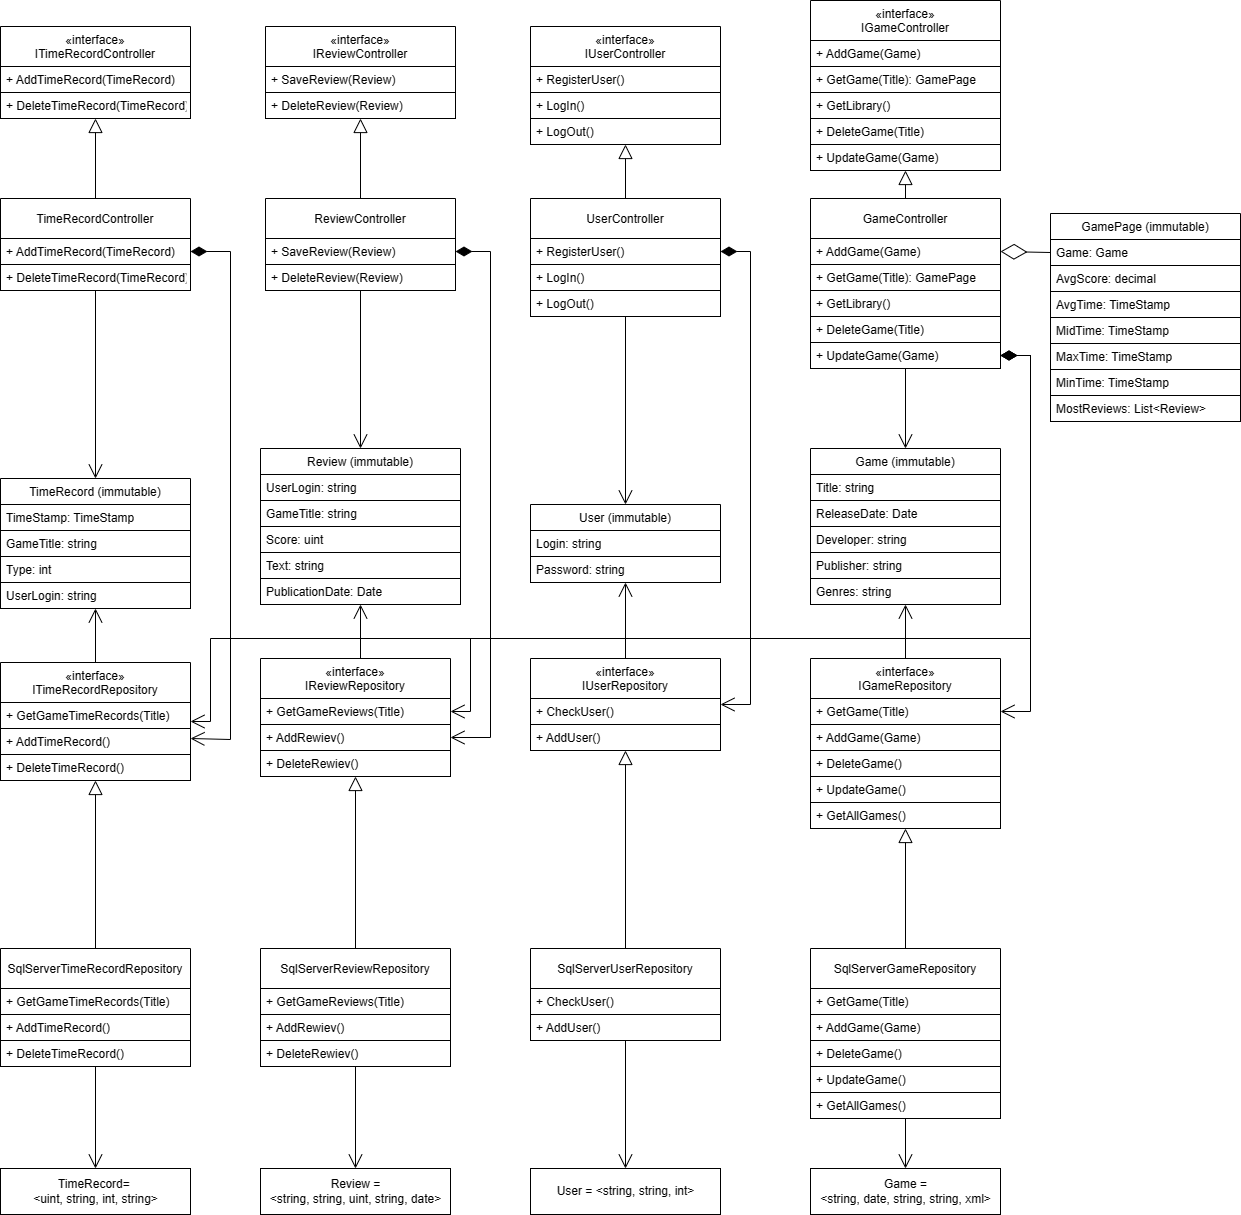 «interface»
ITimeRecordController
+ AddTimeRecord(TimeRecord)
+ DeleteTimeRecord(TimeRecord)
«interface»
IReviewController
+ SaveReview(Review)
+ DeleteReview(Review)
«interface»
IUserController
+ RegisterUser()
+ LogIn()
+ LogOut()
«interface»
IGameController
+ AddGame(Game)
+ GetGame(Title): GamePage
+ GetLibrary()
+ DeleteGame(Title)
+ UpdateGame(Game)
TimeRecordController
+ AddTimeRecord(TimeRecord)
+ DeleteTimeRecord(TimeRecord)
ReviewController
+ SaveReview(Review)
+ DeleteReview(Review)
UserController
+ RegisterUser()
+ LogIn()
+ LogOut()
GameController
+ AddGame(Game)
+ GetGame(Title): GamePage
+ GetLibrary()
+ DeleteGame(Title)
+ UpdateGame(Game)
GamePage (immutable)
Game: Game
AvgScore: decimal
AvgTime: TimeStamp
MidTime: TimeStamp
MaxTime: TimeStamp
MinTime: TimeStamp
MostReviews: List<Review>
TimeRecord (immutable)
TimeStamp: TimeStamp
GameTitle: string
Type: int
UserLogin: string
Review (immutable)
UserLogin: string
GameTitle: string
Score: uint
Text: string
PublicationDate: Date
User (immutable)
Login: string
Password: string
Game (immutable)
Title: string
ReleaseDate: Date
Developer: string
Publisher: string
Genres: string
«interface»
ITimeRecordRepository
+ GetGameTimeRecords(Title)
+ AddTimeRecord()
+ DeleteTimeRecord()
«interface»
IReviewRepository
+ GetGameReviews(Title)
+ AddRewiev()
+ DeleteRewiev()
«interface»
IUserRepository
+ CheckUser()
+ AddUser()
«interface»
IGameRepository
+ GetGame(Title)
+ AddGame(Game)
+ DeleteGame()
+ UpdateGame()
+ GetAllGames()
SqlServerTimeRecordRepository
+ GetGameTimeRecords(Title)
+ AddTimeRecord()
+ DeleteTimeRecord()
SqlServerReviewRepository
+ GetGameReviews(Title)
+ AddRewiev()
+ DeleteRewiev()
SqlServerUserRepository
+ CheckUser()
+ AddUser()
SqlServerGameRepository
+ GetGame(Title)
+ AddGame(Game)
+ DeleteGame()
+ UpdateGame()
+ GetAllGames()
TimeRecord=
<uint, string, int, string>
Review =
<string, string, uint, string, date>
User = <string, string, int>
Game =
<string, date, string, string, xml>